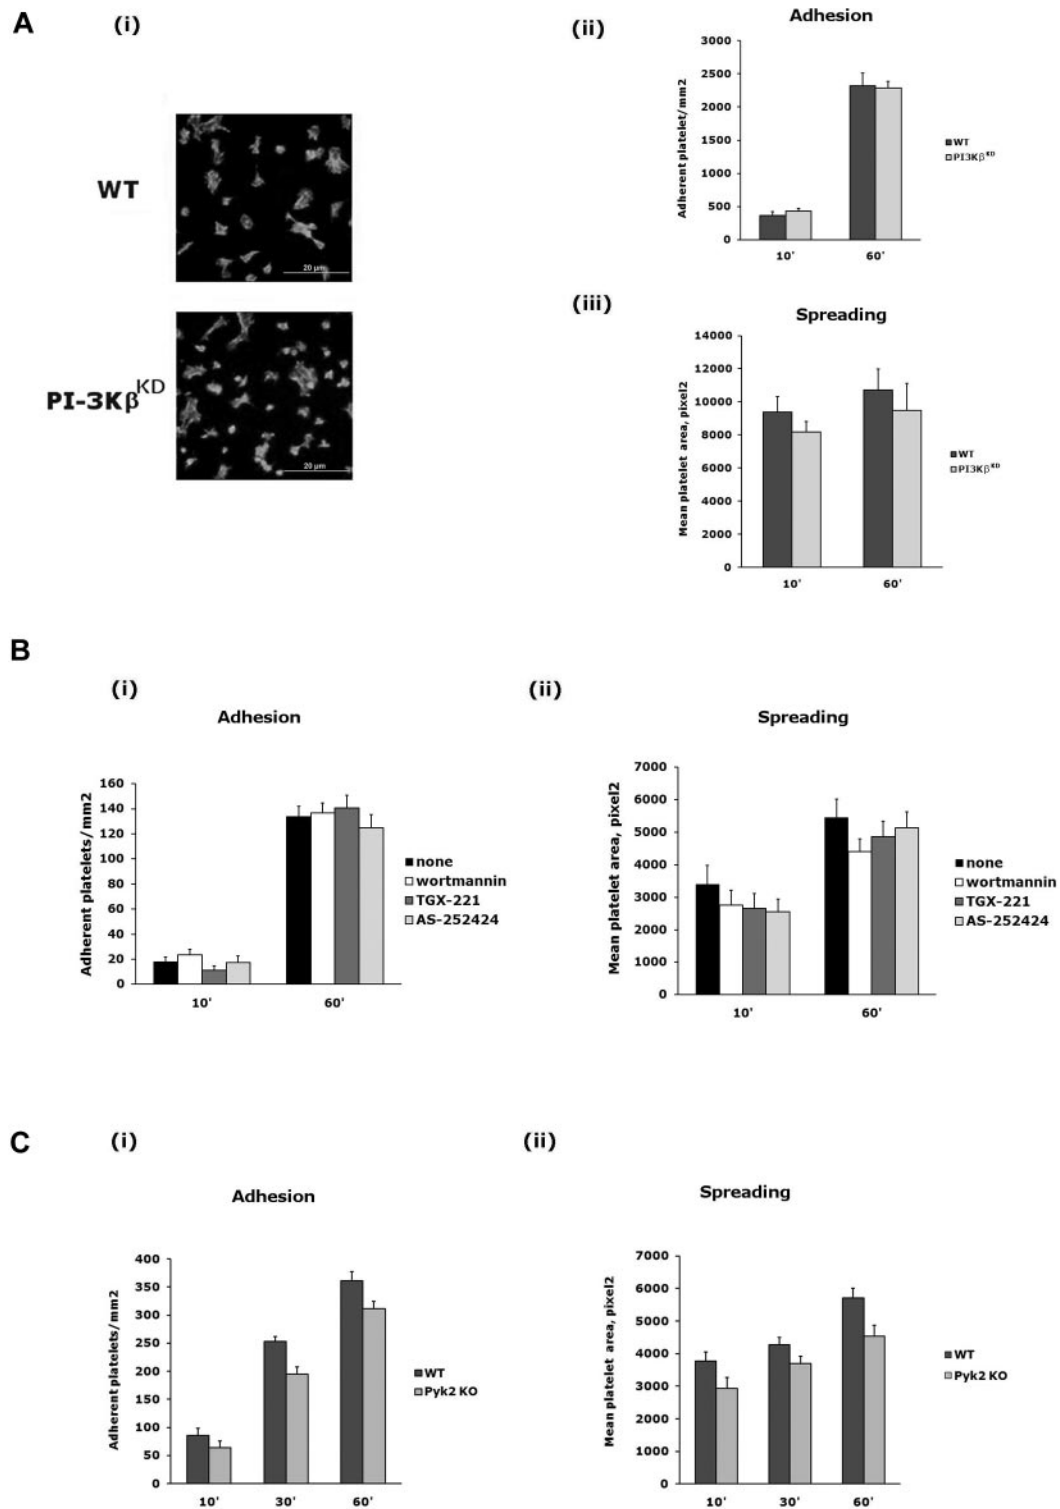 A
(i)
WT
20 µm
PI-3KβKD
20 µm
(ii)
Adhesion
Adherent platelet/mm2
3000
2500
2000
1500
1000
500
0
10'
60'
WT
PI3KβKD
(iii)
Spreading
Mean platelet area, pixel2
14000
12000
10000
8000
6000
4000
2000
0
10'
60'
WT
PI3KβKD
B
(i)
Adhesion
Adherent platelets/mm2
160
140
120
100
80
60
40
20
0
10'
60'
none
wortmannin
TGX-221
AS-252424
(ii)
Spreading
Mean platelet area, pixel2
7000
6000
5000
4000
3000
2000
1000
0
10'
60'
none
wortmannin
TGX-221
AS-252424
C
(i)
Adhesion
Adherent platelets/mm2
400
350
300
250
200
150
100
50
0
10'
30'
60'
WT
Pyk2 KO
(ii)
Spreading
Mean platelet area, pixel2
7000
6000
5000
4000
3000
2000
1000
0
10'
30'
60'
WT
Pyk2 KO